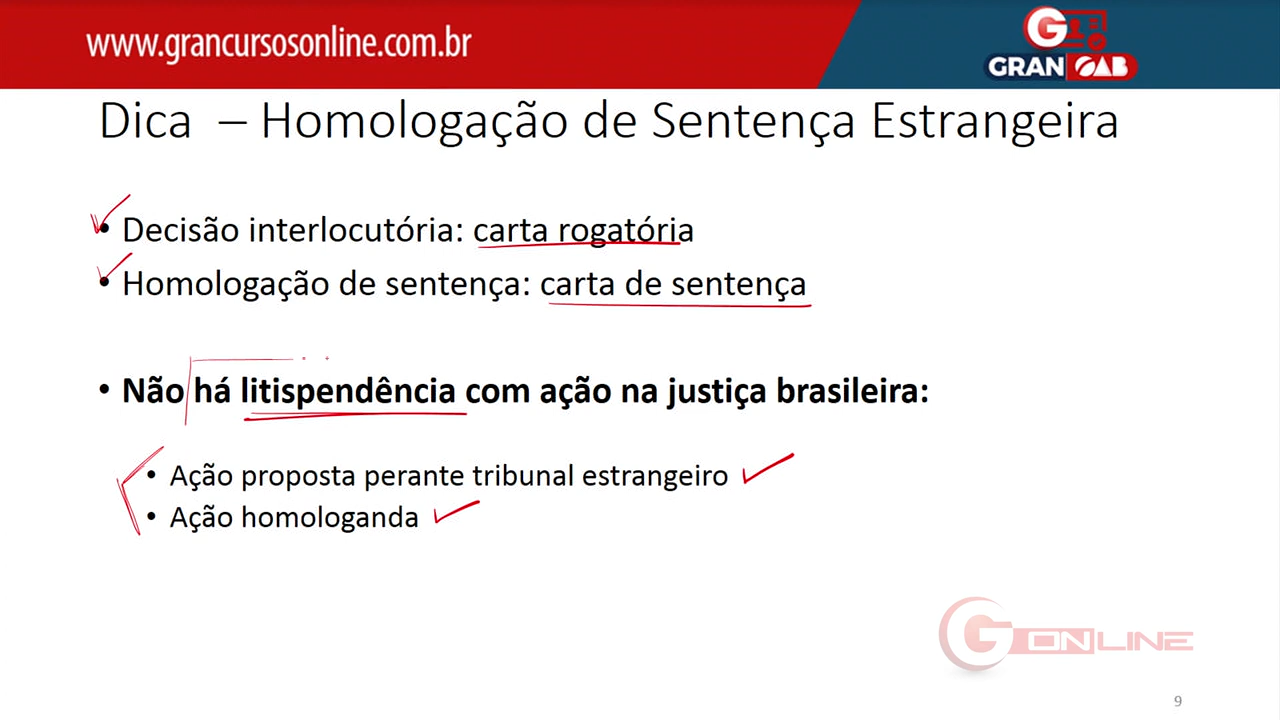 www.grancursosonline.com.br
G
GRAN OAB
Dica – Homologação de Sentença Estrangeira
• Decisão interlocutória: carta rogatória
• Homologação de sentença: carta de sentença
• Não há litispendência com ação na justiça brasileira:
• Ação proposta perante tribunal estrangeiro
• Ação homologanda
G ONLINE
9